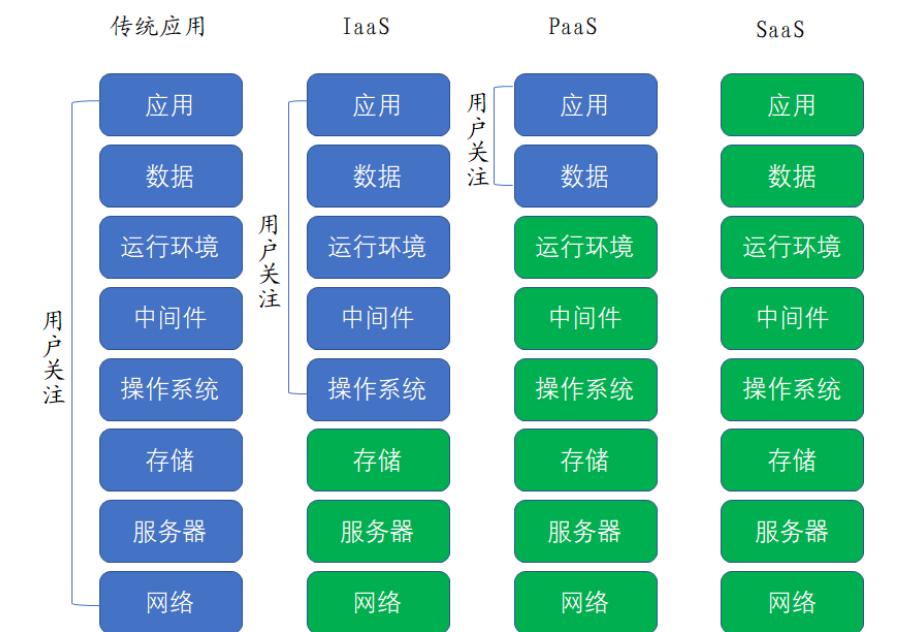 传统应用 IaaS PaaS SaaS
应用 应用 应用 应用
数据 数据 数据 数据
运行环境 运行环境 运行环境 运行环境
中间件 中间件 中间件 中间件
操作系统 操作系统 操作系统 操作系统
存储 存储 存储 存储
服务器 服务器 服务器 服务器
网络 网络 网络 网络
用户关注
用户关注
用户关注